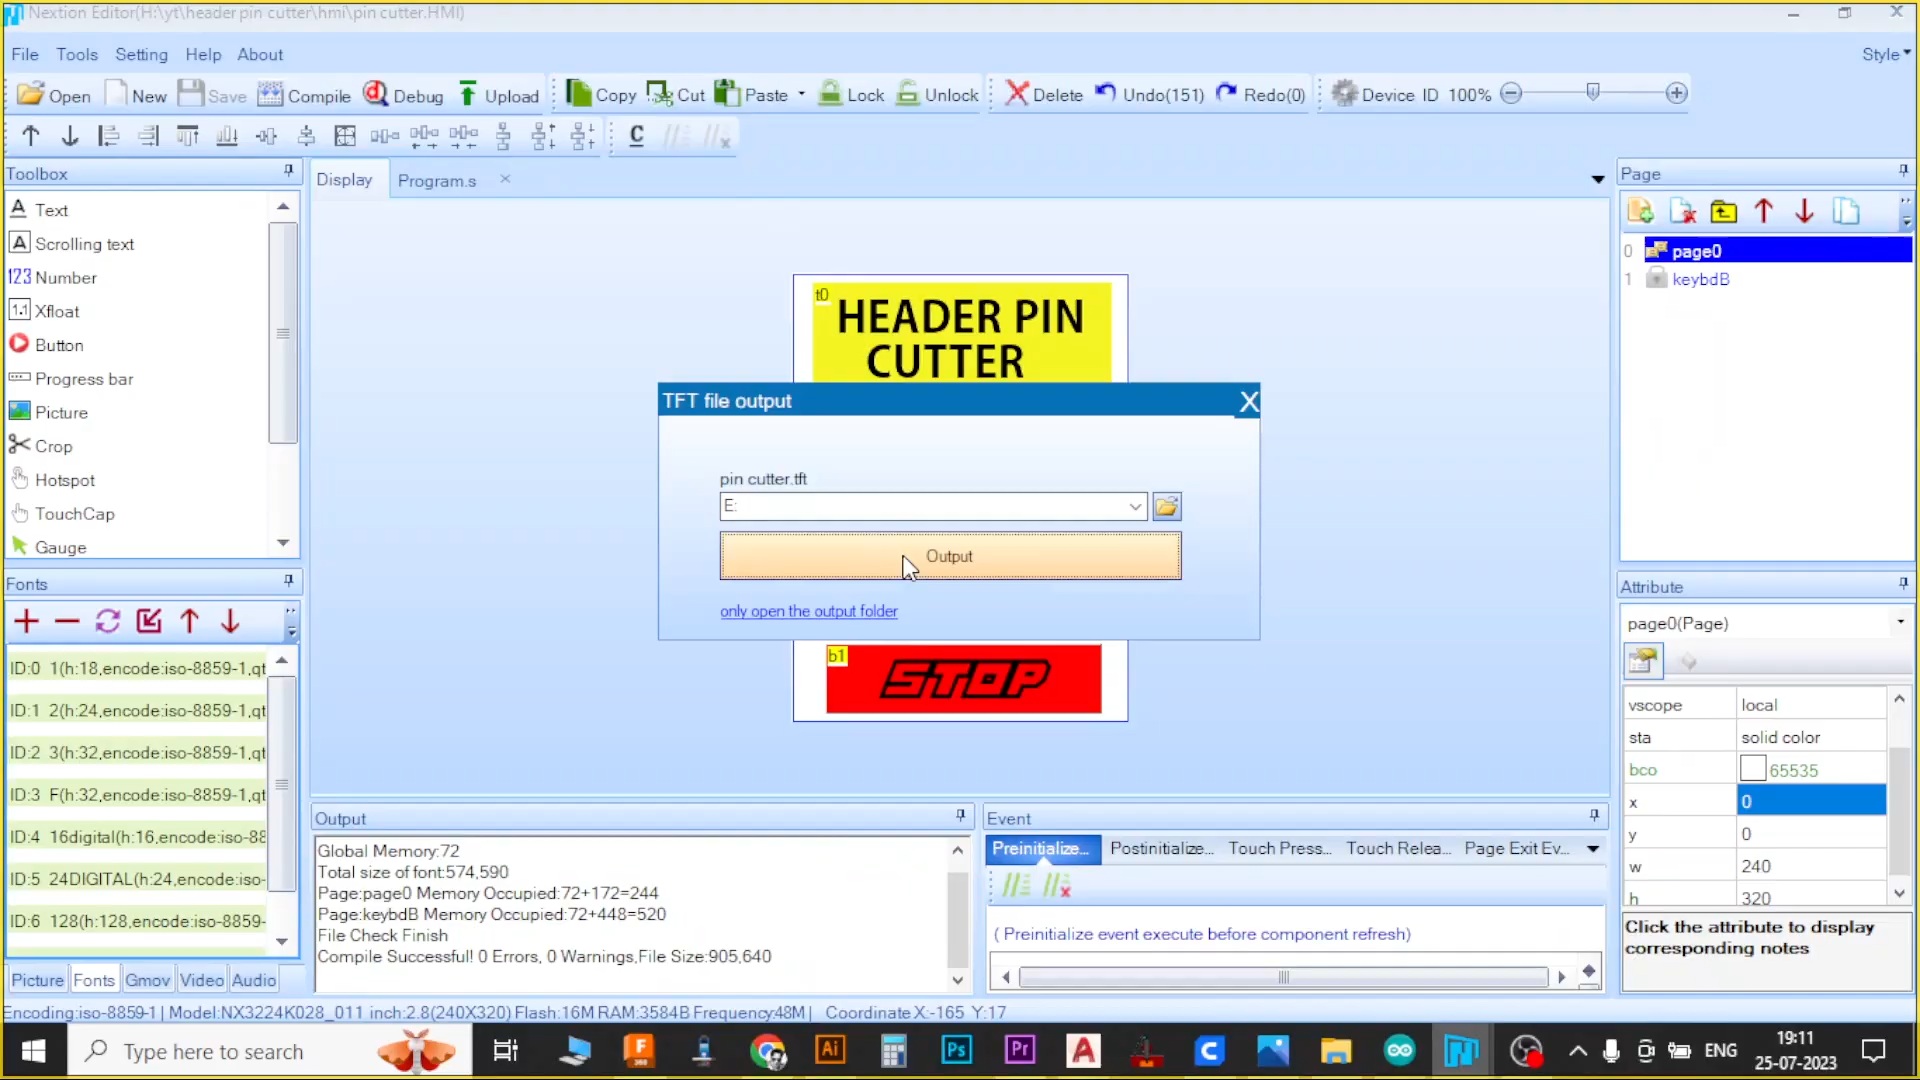 Nextion Editor(H:\yt\header pin cutter\hmi\pin cutter.HMI)
File Tools Setting Help About Style
Open New Save Compile Debug Upload Copy Cut Paste Lock Unlock Delete Undo(151) Redo(0) Device ID 100%
C
Toolbox
A Text
A Scrolling text
123 Number
1.1 Xfloat
Button
Progress bar
Picture
Crop
Hotspot
TouchCap
Gauge
Fonts
ID:0 1(h:18,encode:iso-8859-1,qt
ID:1 2(h:24,encode:iso-8859-1,qt
ID:2 3(h:32,encode:iso-8859-1,qt
ID:3 F(h:32,encode:iso-8859-1,qt
ID:4 16digital(h:16,encode:iso-88
ID:5 24DIGITAL(h:24,encode:iso-
ID:6 128(h:128,encode:iso-8859-
Picture Fonts Gmov Video Audio
Display Program.s
t0
HEADER PIN
CUTTER
TFT file output X
pin cutter.tft
E:
Output
only open the output folder
b1
STOP
Output
Global Memory:72
Total size of font:574,590
Page:page0 Memory Occupied:72+172=244
Page:keybdB Memory Occupied:72+448=520
File Check Finish
Compile Successful! 0 Errors, 0 Warnings,File Size:905,640
Event
Preinitialize... Postinitialize... Touch Press... Touch Relea... Page Exit Ev...
( Preinitialize event execute before component refresh)
Page
0 page0
1 keybdB
Attribute
page0(Page)
vscope local
sta solid color
bco 65535
x 0
y 0
w 240
h 320
Click the attribute to display
corresponding notes
Encoding:iso-8859-1 | Model:NX3224K028_011 inch:2.8(240X320) Flash:16M RAM:3584B Frequency:48M | Coordinate X:-165 Y:17
Type here to search
F
360
Ai
Ps
Pr
A
C
N
ENG
19:11
25-07-2023